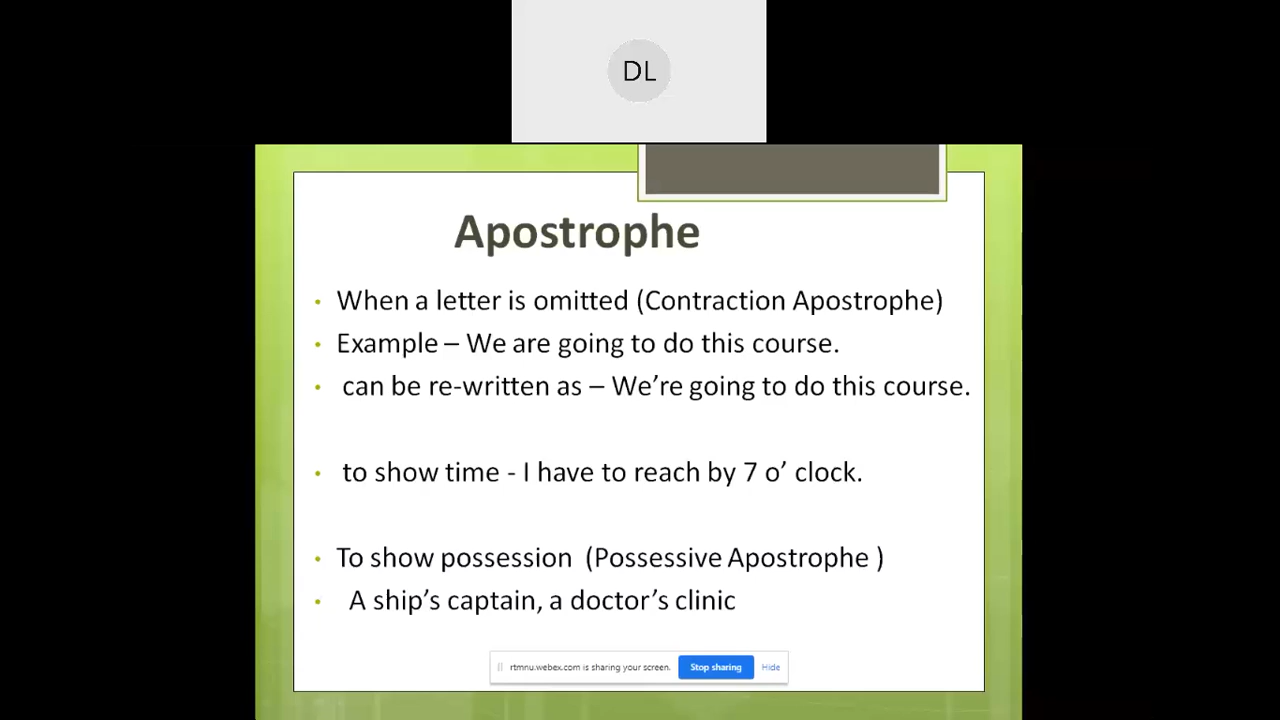 DL
Apostrophe
• When a letter is omitted (Contraction Apostrophe)
• Example – We are going to do this course.
• can be re-written as – We’re going to do this course.
• to show time - I have to reach by 7 o’ clock.
• To show possession (Possessive Apostrophe )
• A ship’s captain, a doctor’s clinic
rtmnu.webex.com is sharing your screen. Stop sharing Hide